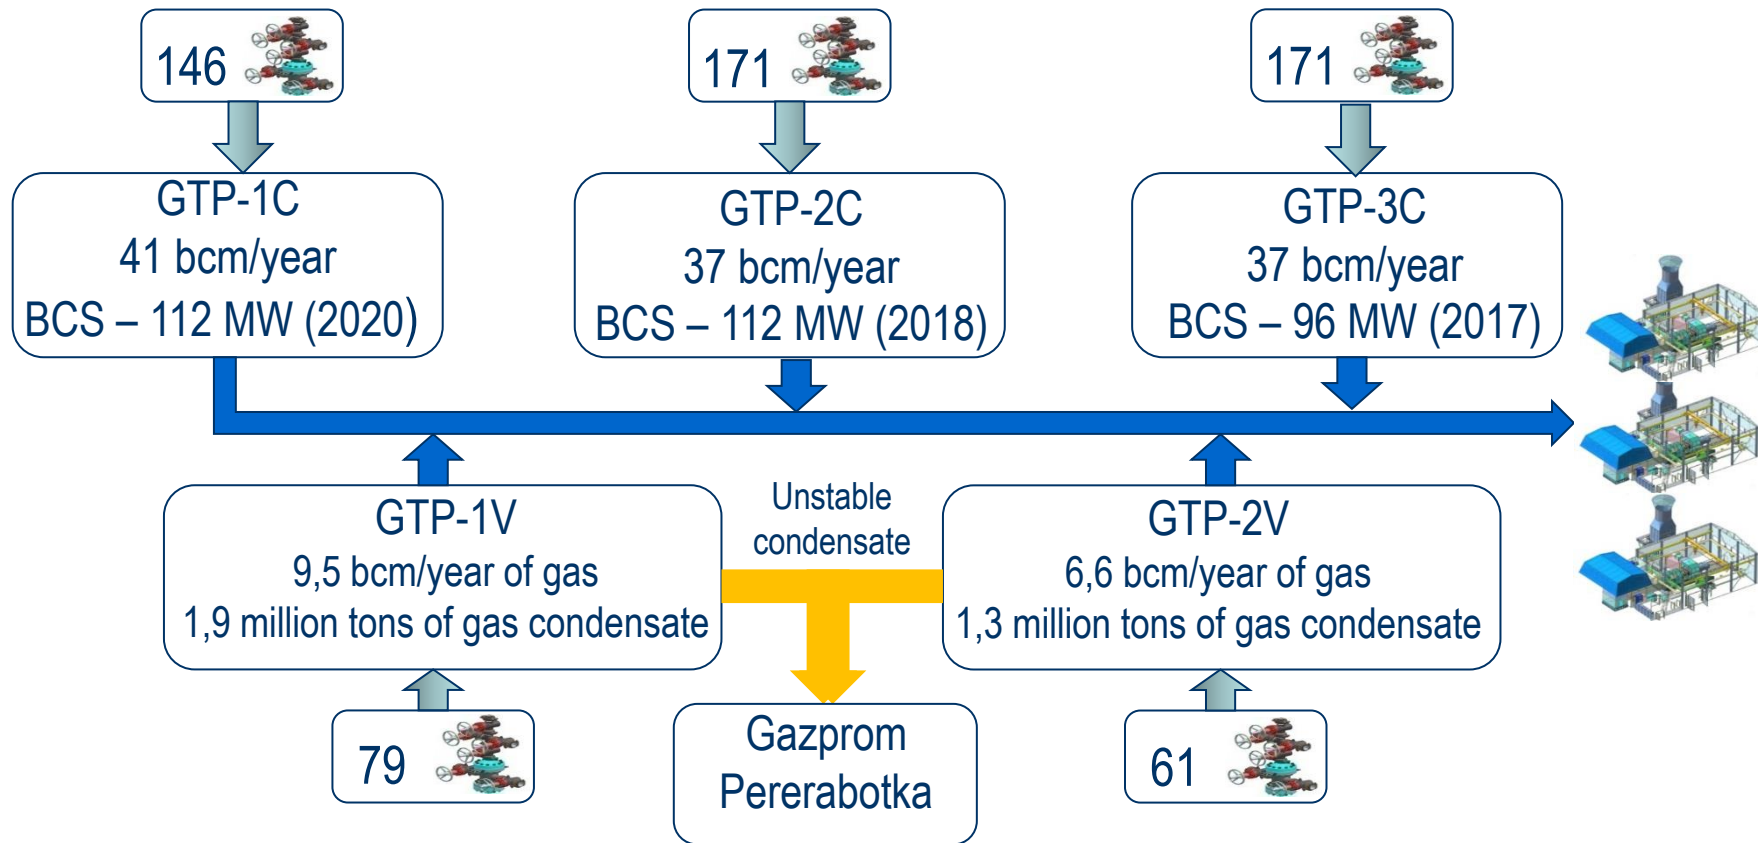 146
171
171
GTP-1C
41 bcm/year
BCS – 112 MW (2020)
GTP-2C
37 bcm/year
BCS – 112 MW (2018)
GTP-3C
37 bcm/year
BCS – 96 MW (2017)
GTP-1V
9,5 bcm/year of gas
1,9 million tons of gas condensate
Unstable
condensate
GTP-2V
6,6 bcm/year of gas
1,3 million tons of gas condensate
79
Gazprom
Pererabotka
61